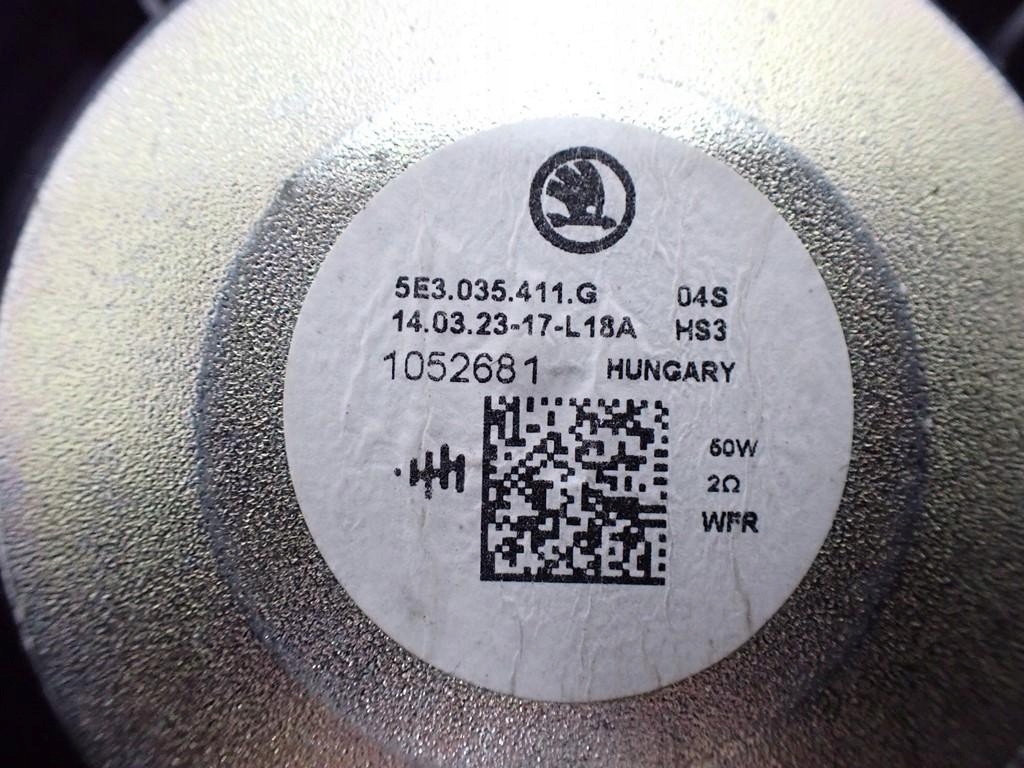 5E3.035.411.G 04S
14.03.23-17-L18A HS3
1052681 HUNGARY
60W
2Ω
WFR